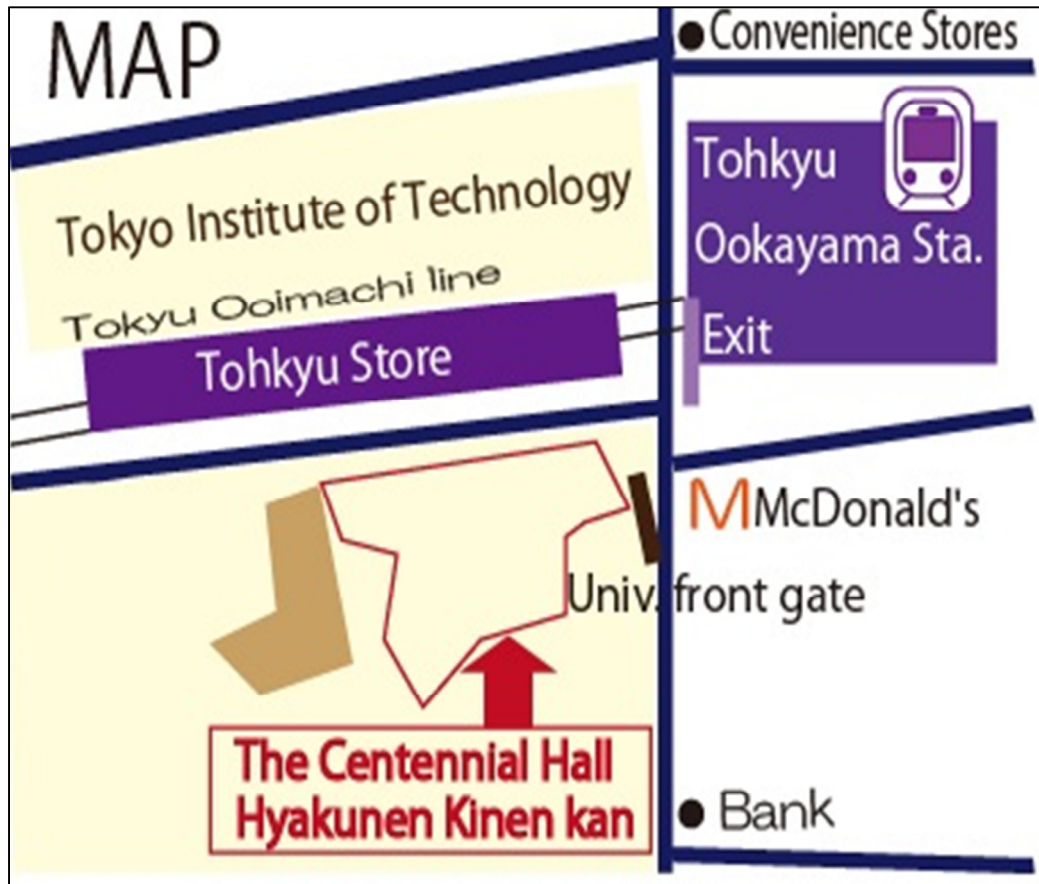 MAP
Convenience Stores
Tohkyu
Ookayama Sta.
Exit
Tokyo Institute of Technology
Tokyu Ooimachi line
Tohkyu Store
M McDonald's
Univ. front gate
The Centennial Hall
Hyakunen Kinen kan
Bank